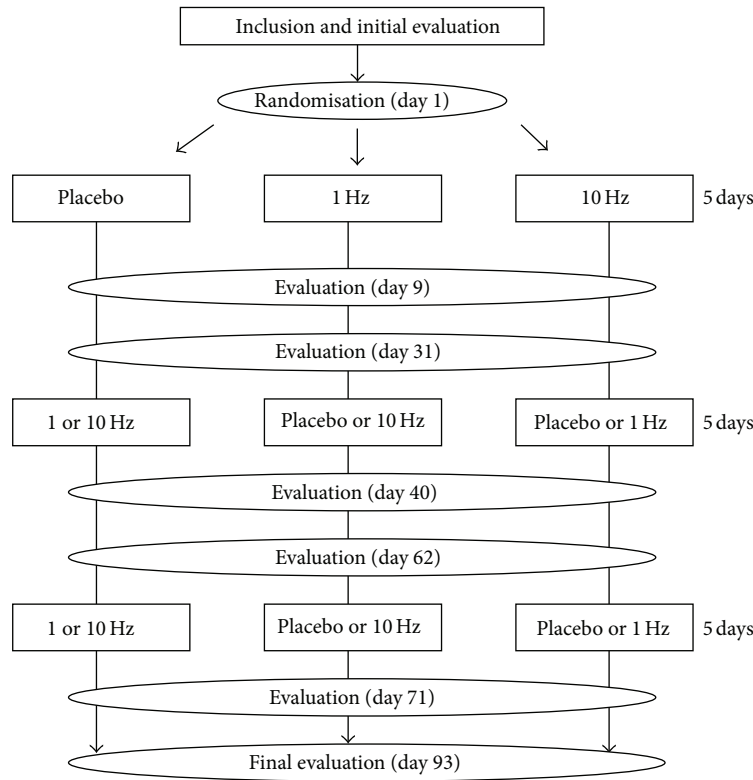 Inclusion and initial evaluation
Randomisation (day 1)
Placebo
1 Hz
10 Hz
5 days
Evaluation (day 9)
Evaluation (day 31)
1 or 10 Hz
Placebo or 10 Hz
Placebo or 1 Hz
5 days
Evaluation (day 40)
Evaluation (day 62)
1 or 10 Hz
Placebo or 10 Hz
Placebo or 1 Hz
5 days
Evaluation (day 71)
Final evaluation (day 93)